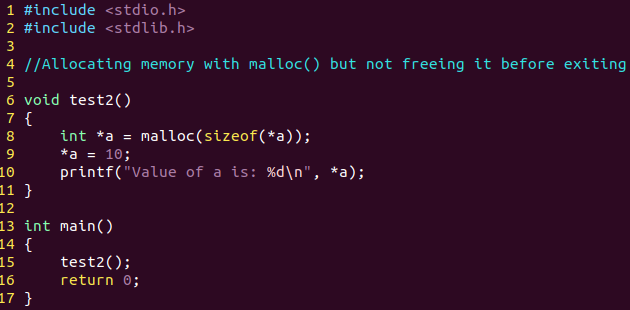 1 #include <stdio.h>
2 #include <stdlib.h>
3
4 //Allocating memory with malloc() but not freeing it before exiting
5
6 void test2()
7 {
8     int *a = malloc(sizeof(*a));
9     *a = 10;
10     printf("Value of a is: %d\n", *a);
11 }
12
13 int main()
14 {
15     test2();
16     return 0;
17 }